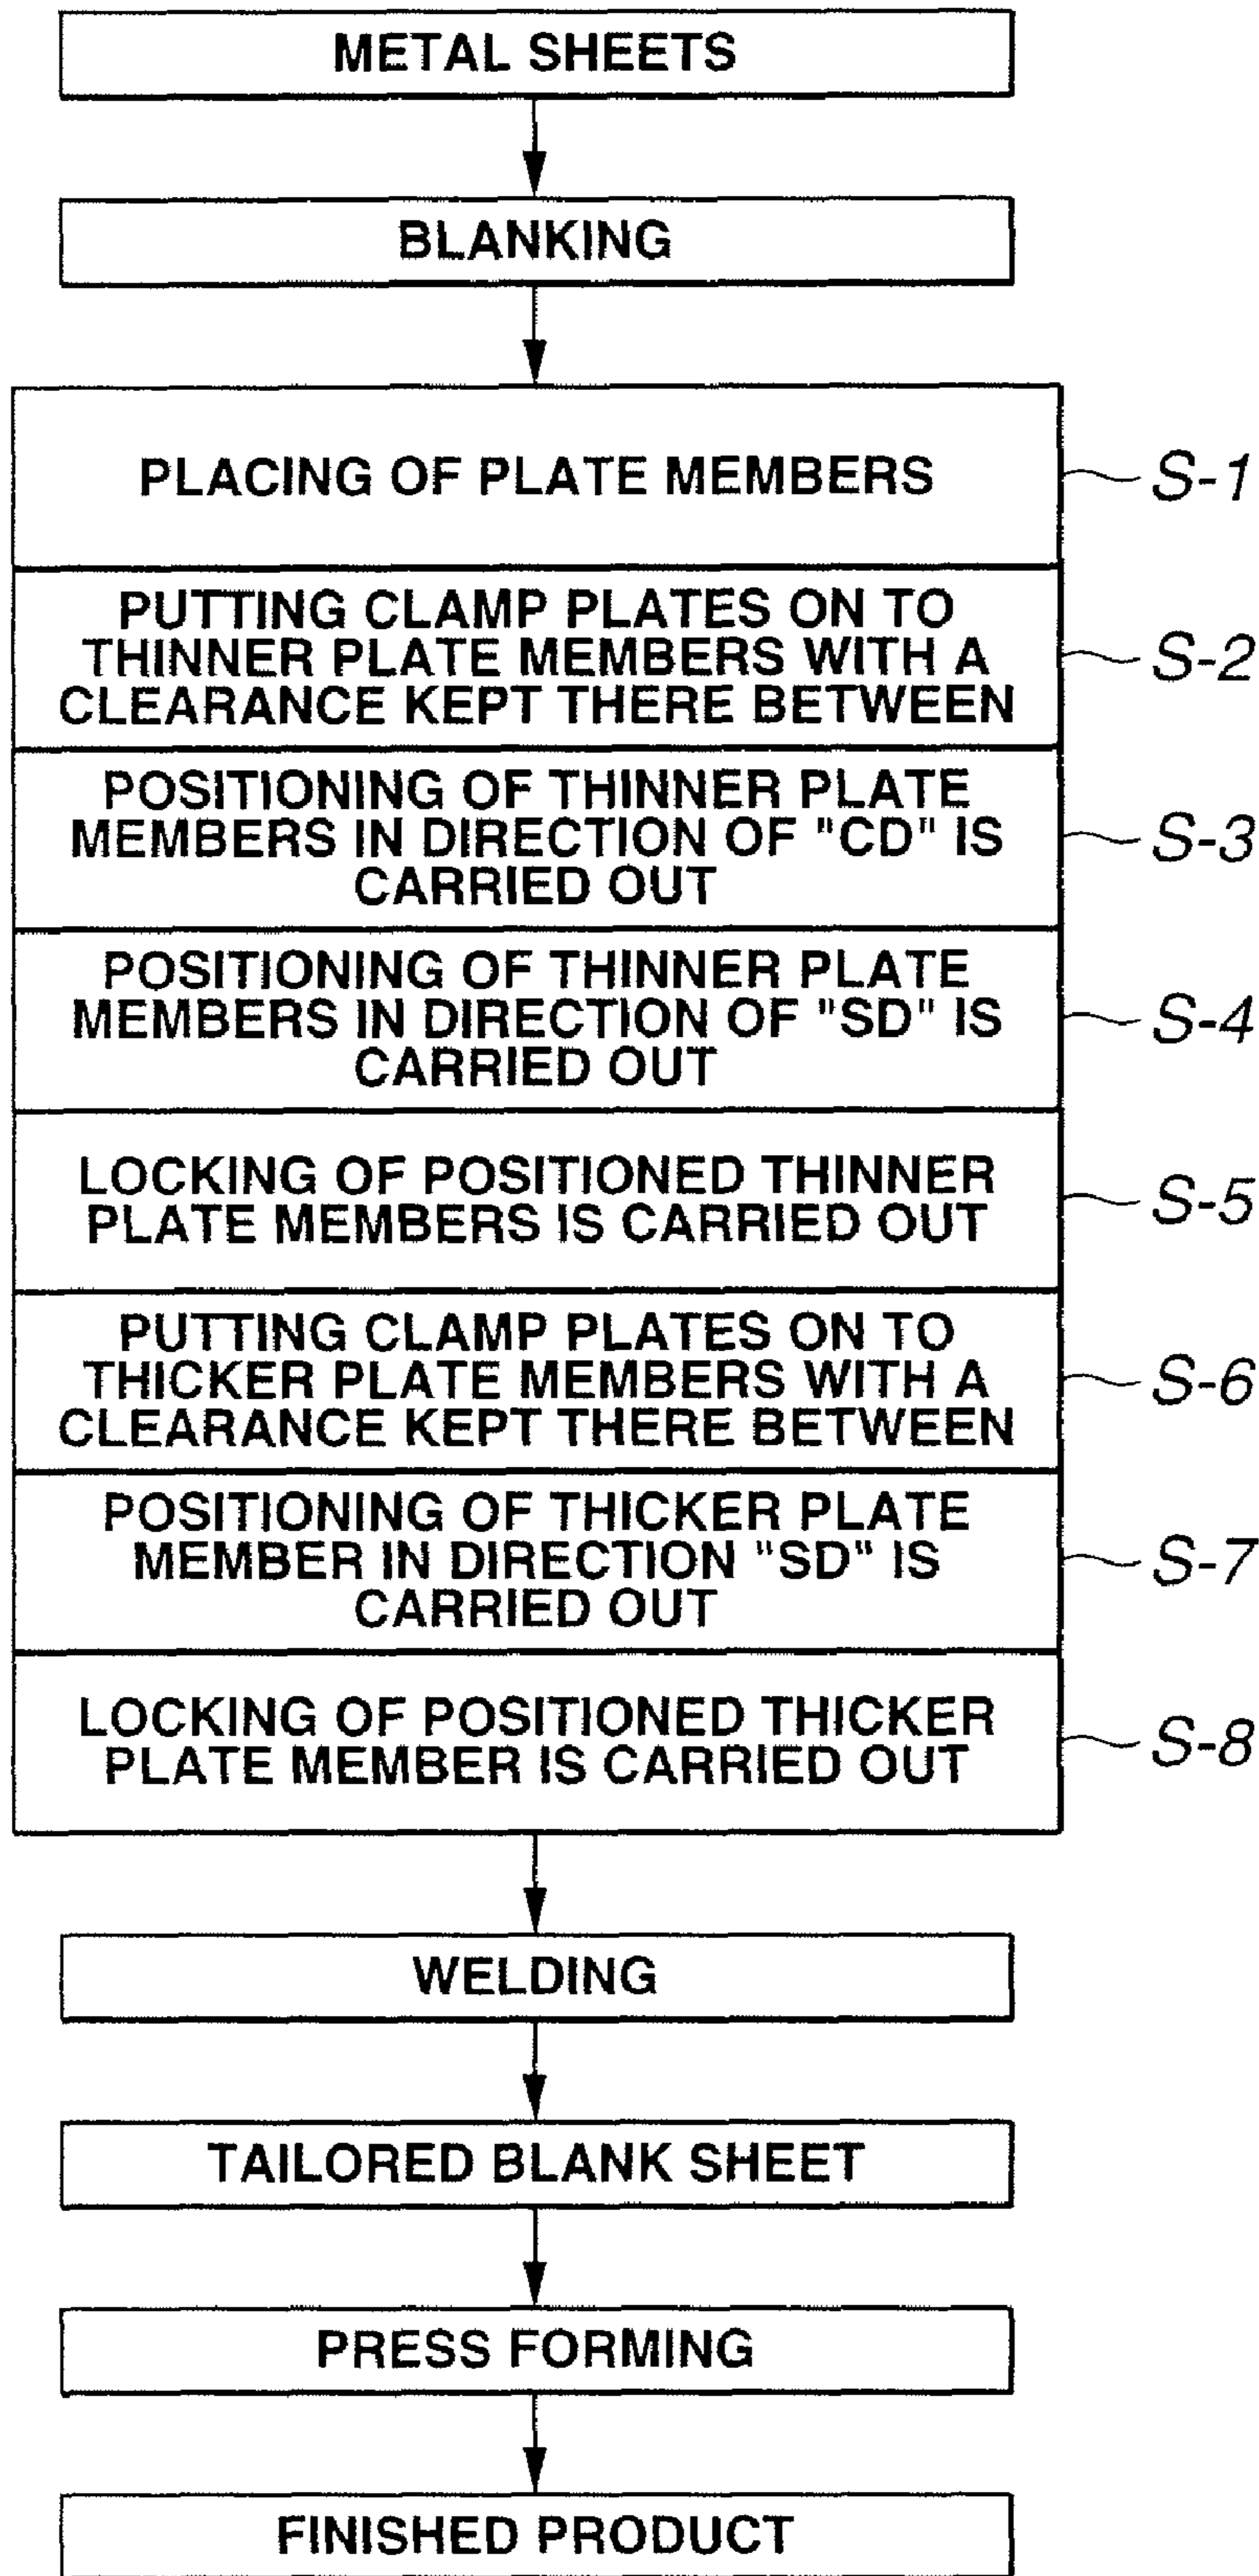 METAL SHEETS
BLANKING
PLACING OF PLATE MEMBERS
S-1
PUTTING CLAMP PLATES ON TO
THINNER PLATE MEMBERS WITH A
CLEARANCE KEPT THERE BETWEEN
S-2
POSITIONING OF THINNER PLATE
MEMBERS IN DIRECTION OF "CD" IS
CARRIED OUT
S-3
POSITIONING OF THINNER PLATE
MEMBERS IN DIRECTION OF "SD" IS
CARRIED OUT
S-4
LOCKING OF POSITIONED THINNER
PLATE MEMBERS IS CARRIED OUT
S-5
PUTTING CLAMP PLATES ON TO
THICKER PLATE MEMBERS WITH A
CLEARANCE KEPT THERE BETWEEN
S-6
POSITIONING OF THICKER PLATE
MEMBER IN DIRECTION "SD" IS
CARRIED OUT
S-7
LOCKING OF POSITIONED THICKER
PLATE MEMBER IS CARRIED OUT
S-8
WELDING
TAILORED BLANK SHEET
PRESS FORMING
FINISHED PRODUCT